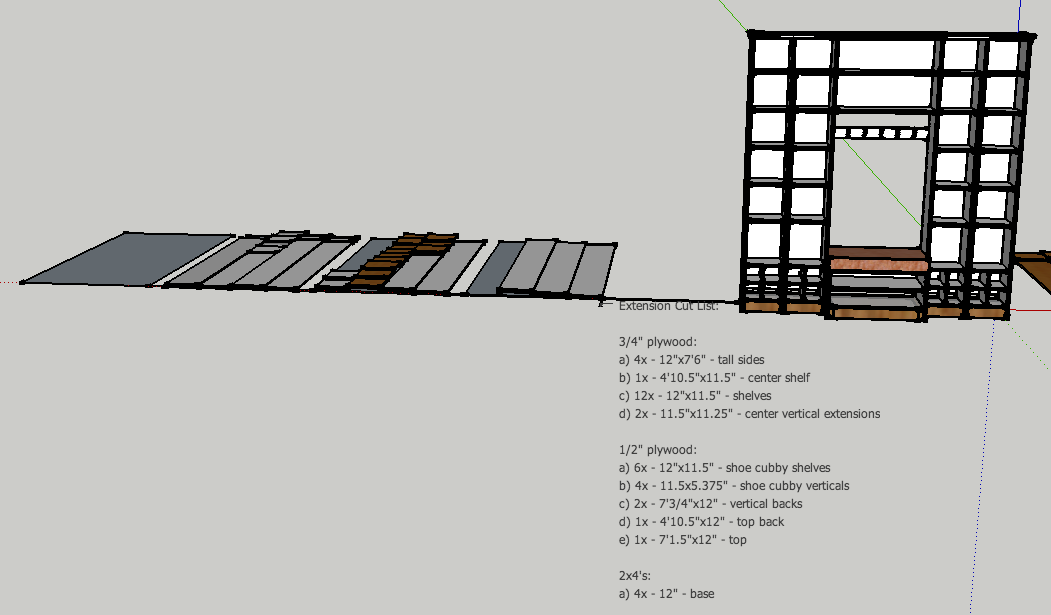 Extension Cut List:
3/4" plywood:
a) 4x - 12"x7'6" - tall sides
b) 1x - 4'10.5"x11.5" - center shelf
c) 12x - 12"x11.5" - shelves
d) 2x - 11.5"x11.25" - center vertical extensions
1/2" plywood:
a) 6x - 12"x11.5" - shoe cubby shelves
b) 4x - 11.5x5.375" - shoe cubby verticals
c) 2x - 7'3/4"x12" - vertical backs
d) 1x - 4'10.5"x12" - top back
e) 1x - 7'1.5"x12" - top
2x4's:
a) 4x - 12" - base